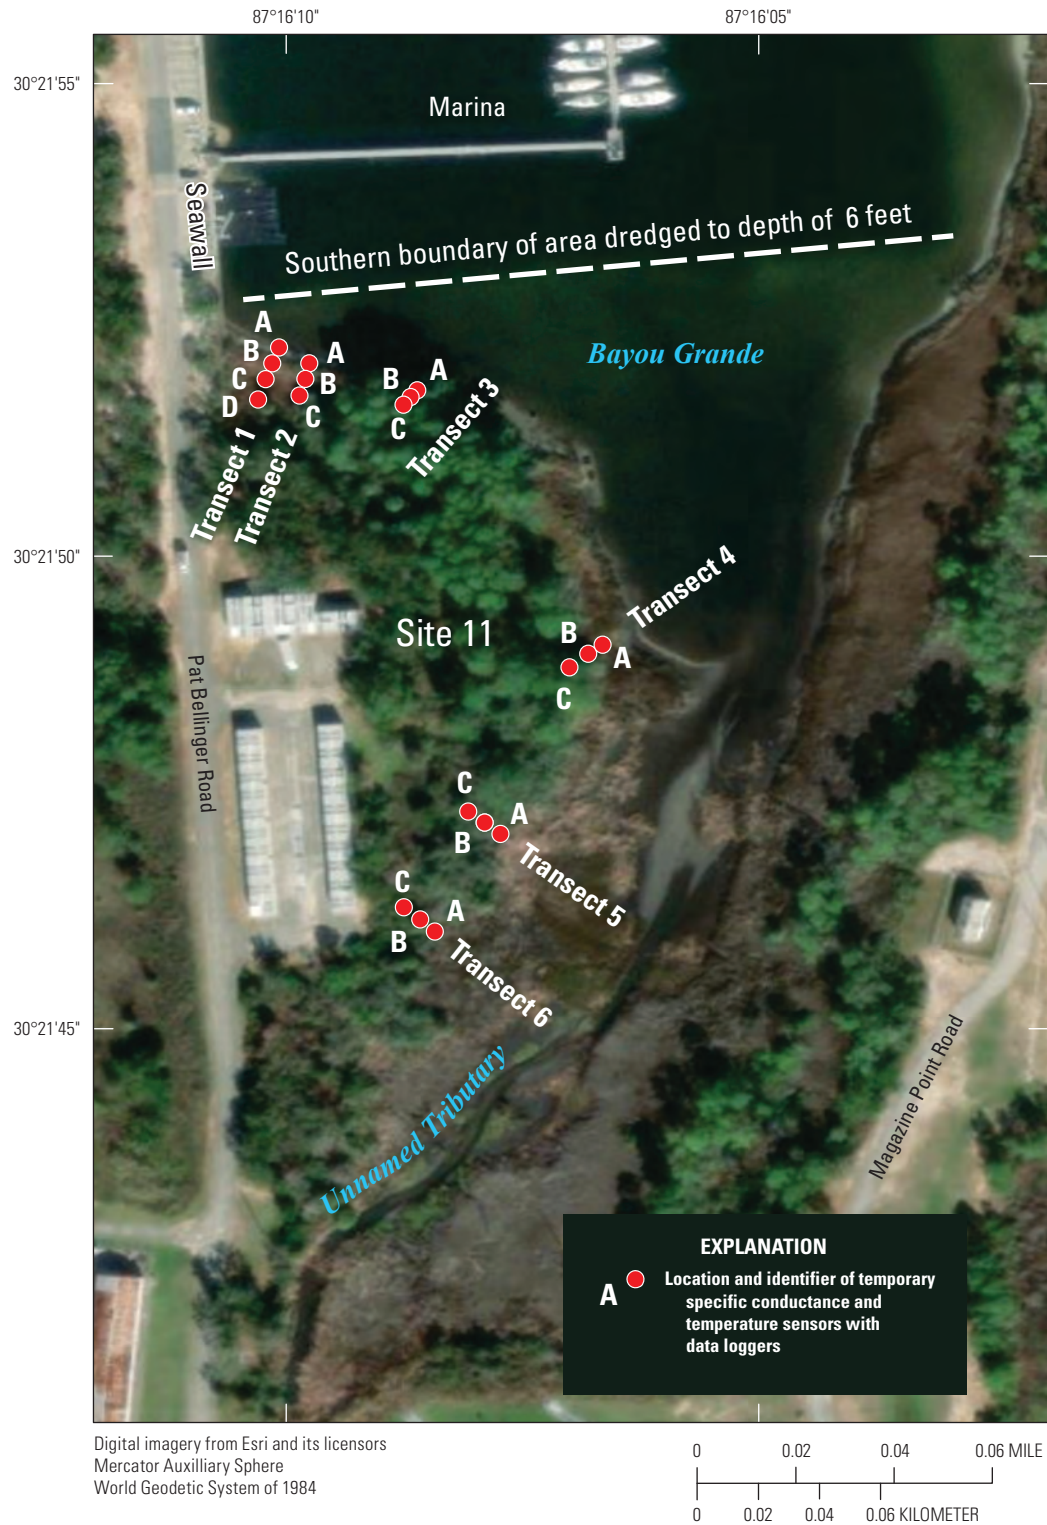 87°16'10"
87°16'05"
30°21'55"
Marina
Seawall
Southern boundary of area dredged to depth of 6 feet
A
B
A
Bayou Grande
C
B
A
B
D
C
C
Transect 1
Transect 2
Transect 3
30°21'50"
Transect 4
Site 11
B
A
C
Pat Bellinger Road
C
A
B
Transect 5
C
A
B
Transect 6
30°21'45"
Unnamed Tributary
Magazine Point Road
EXPLANATION
A
Location and identifier of temporary
specific conductance and
temperature sensors with
data loggers
Digital imagery from Esri and its licensors
Mercator Auxilliary Sphere
World Geodetic System of 1984
0 0.02 0.04 0.06 MILE
0 0.02 0.04 0.06 KILOMETER